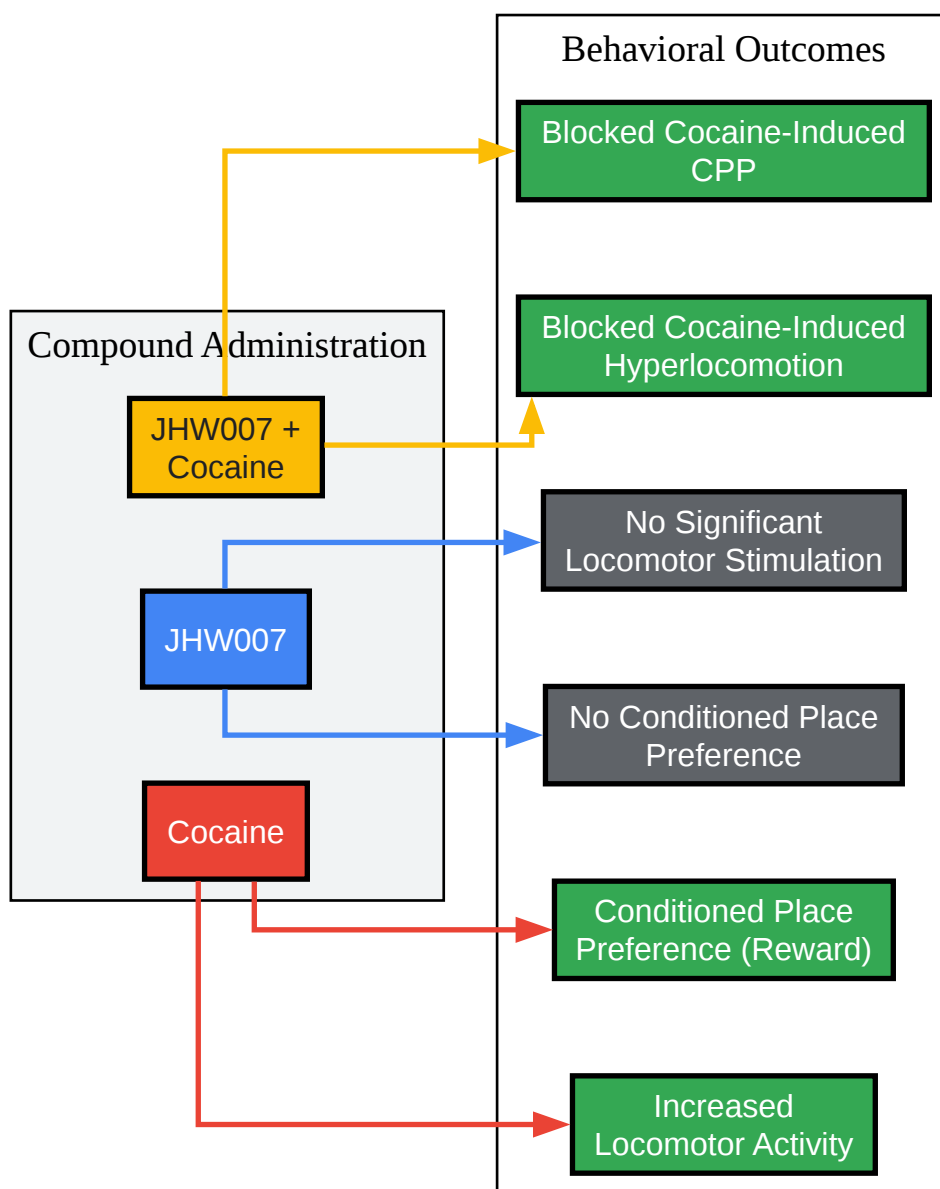 Behavioral Outcomes
Blocked Cocaine-Induced
CPP
Blocked Cocaine-Induced
Hyperlocomotion
Compound Administration
JHW007 +
Cocaine
No Significant
Locomotor Stimulation
JHW007
No Conditioned Place
Preference
Cocaine
Conditioned Place
Preference (Reward)
Increased
Locomotor Activity